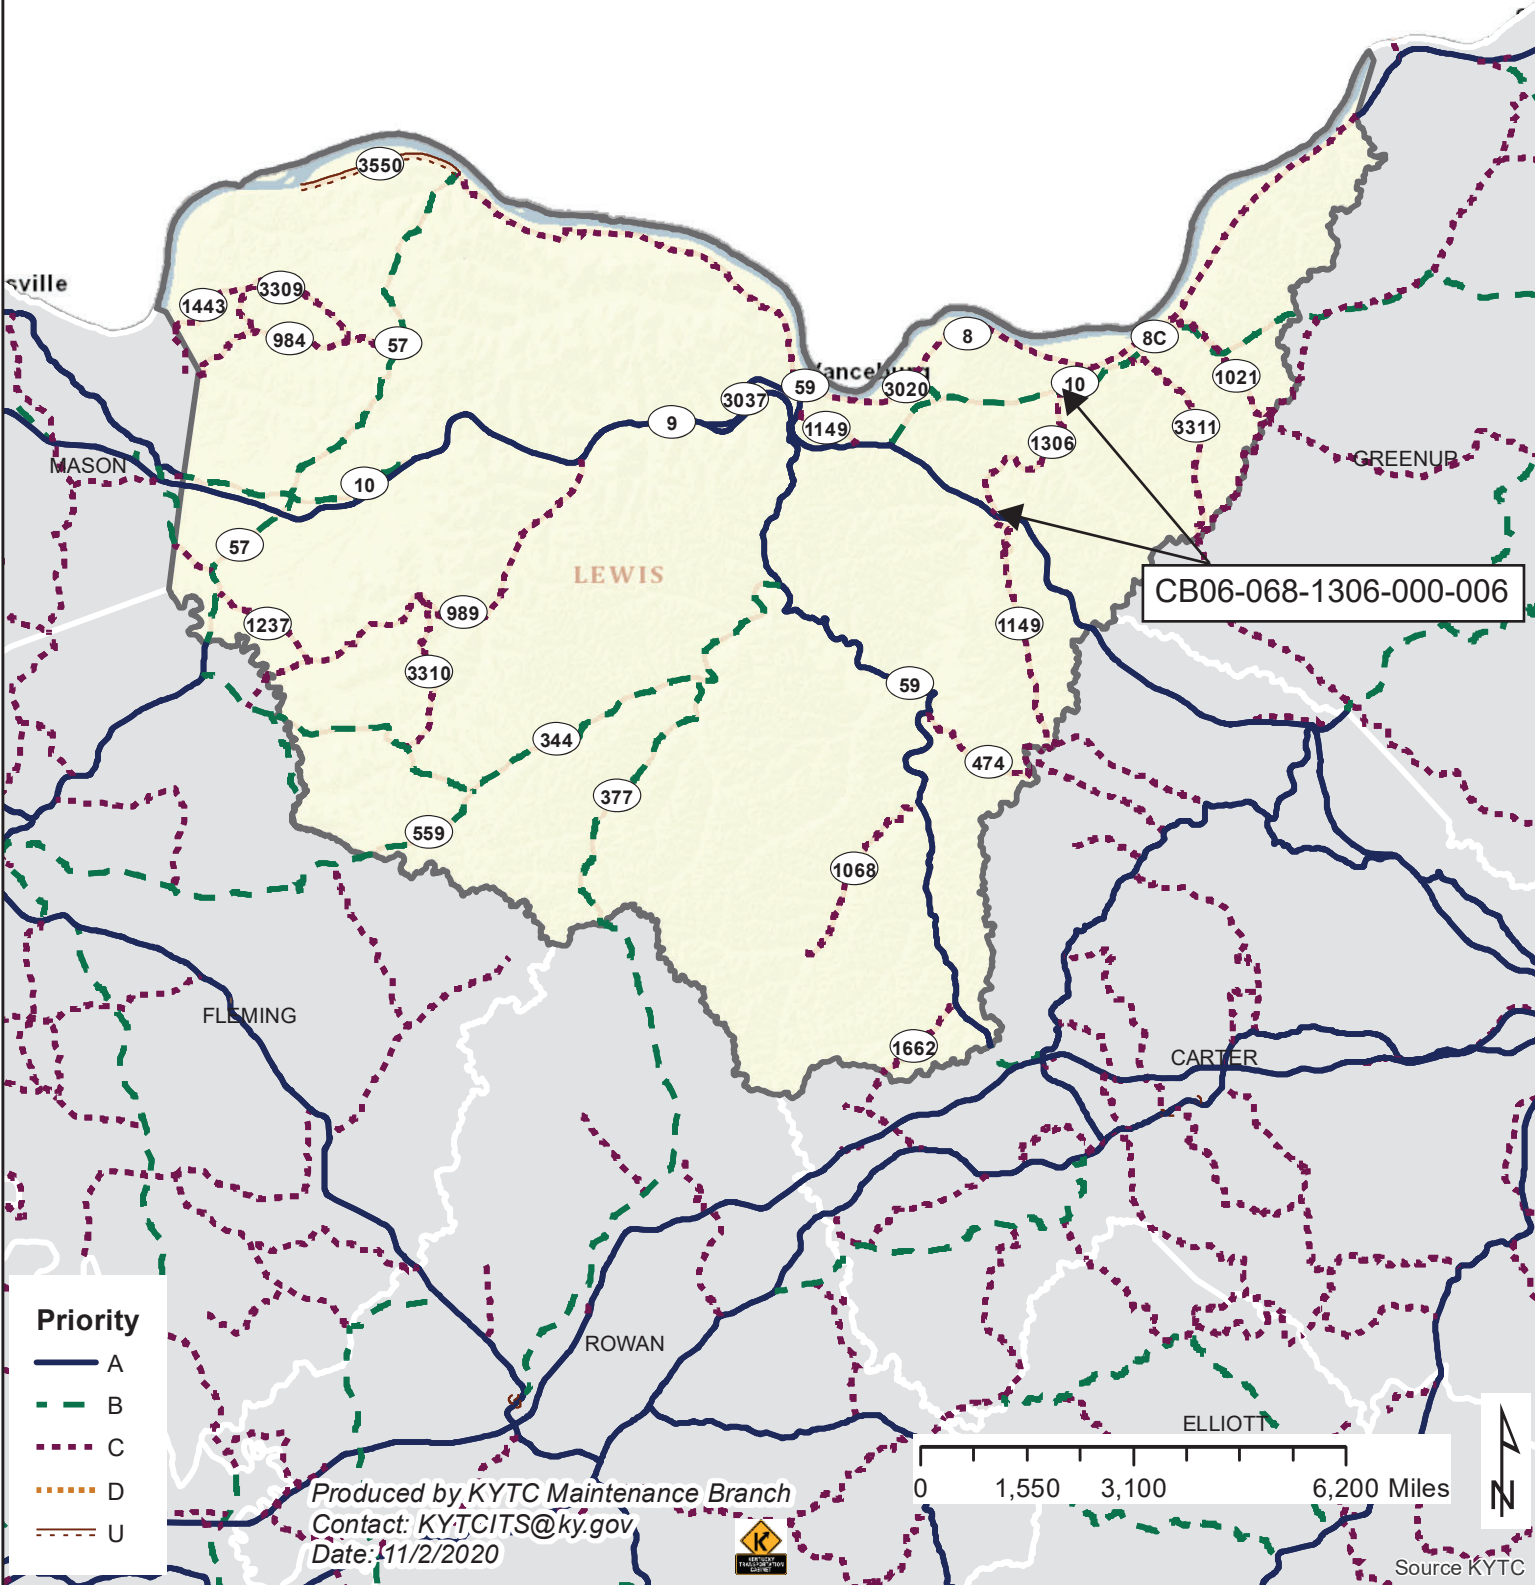 3550
sville
3309
1443
984
57
8
8C
Vanceburg
59
3020
10
1021
3037
9
1149
3311
1306
MASON
GREENUP
10
57
LEWIS
CB06-068-1306-000-006
989
1237
1149
3310
59
344
474
377
559
1068
FLEMING
1662
CARTER
ROWAN
ELLIOTT
Priority
A
B
C
D
U
0 1,550 3,100 6,200 Miles
N
Produced by KYTC Maintenance Branch
Contact: KYTCITS@ky.gov
Date: 11/2/2020
KENTUCKY
TRANSPORTATION
CABINET
Source KYTC